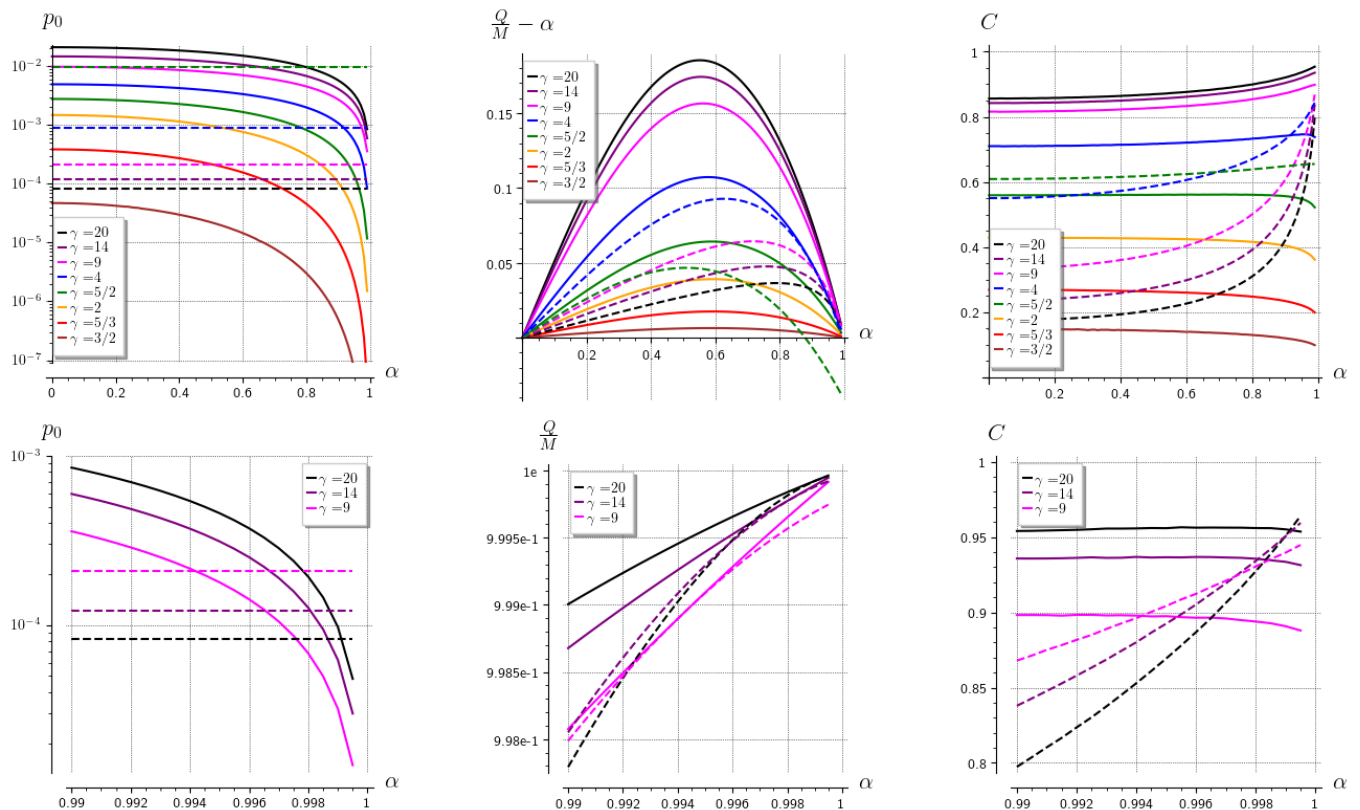 p₀
10⁻²
10⁻³
10⁻⁴
10⁻⁵
10⁻⁶
10⁻⁷
γ =20
γ =14
γ =9
γ =4
γ =5/2
γ =2
γ =5/3
γ =3/2
0 0.2 0.4 0.6 0.8 1
α
Q/M − α
0.15
0.1
0.05
γ =20
γ =14
γ =9
γ =4
γ =5/2
γ =2
γ =5/3
γ =3/2
0.2 0.4 0.6 0.8 1
α
C
1
0.8
0.6
0.4
0.2
γ =20
γ =14
γ =9
γ =4
γ =5/2
γ =2
γ =5/3
γ =3/2
0.2 0.4 0.6 0.8 1
α
p₀
10⁻³
10⁻⁴
γ =20
γ =14
γ =9
0.99 0.992 0.994 0.996 0.998 1
α
Q/M
1e
9.995e-1
9.99e-1
9.985e-1
9.98e-1
γ =20
γ =14
γ =9
0.99 0.992 0.994 0.996 0.998 1
α
C
1
0.95
0.9
0.85
0.8
γ =20
γ =14
γ =9
0.99 0.992 0.994 0.996 0.998 1
α